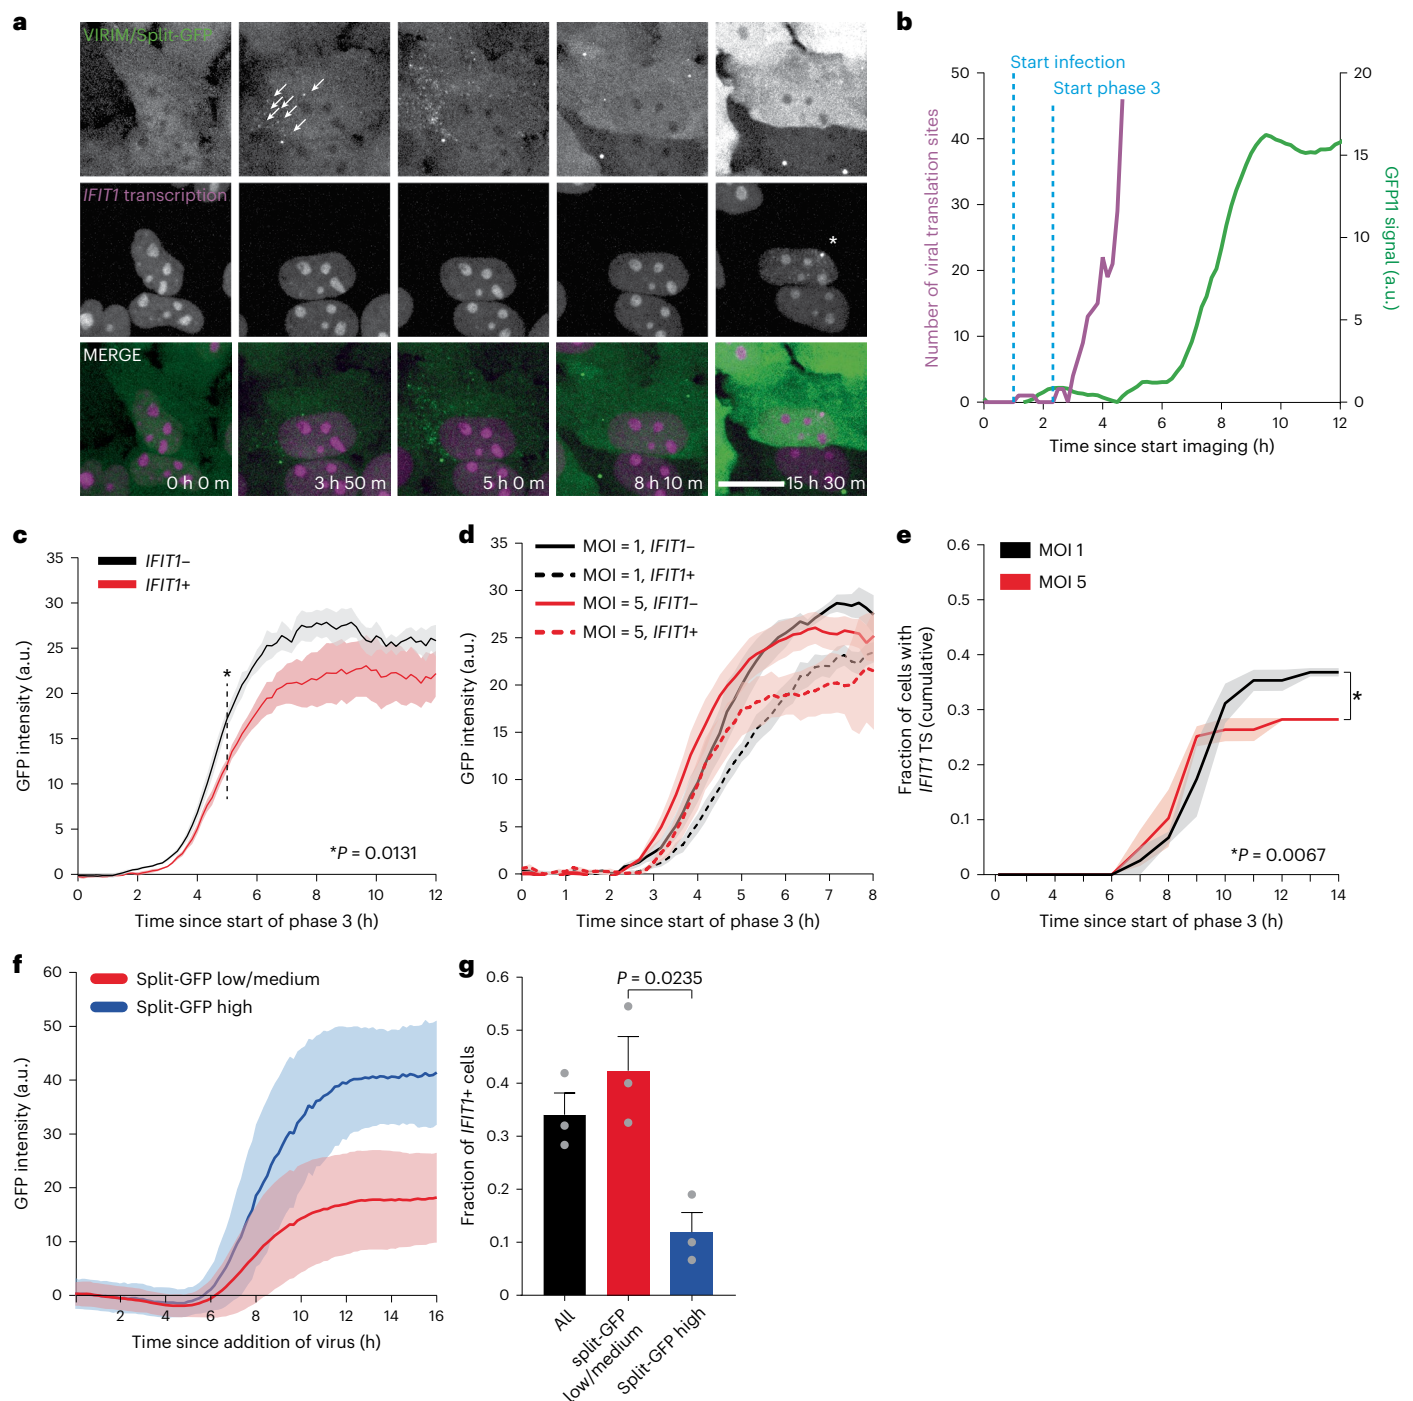 a
VIRIM/Split-GFP
IFIT1 transcription
*
MERGE
0 h 0 m
3 h 50 m
5 h 0 m
8 h 10 m
15 h 30 m
b
Start infection
Start phase 3
Number of viral translation sites
50
40
30
20
10
0
GFP11 signal (a.u.)
20
15
10
5
0
0 2 4 6 8 10 12
Time since start imaging (h)
c
IFIT1–
IFIT1+
GFP intensity (a.u.)
35
30
25
20
15
10
5
0
*
*P = 0.0131
0 2 4 6 8 10 12
Time since start of phase 3 (h)
d
MOI = 1, IFIT1–
MOI = 1, IFIT1+
MOI = 5, IFIT1–
MOI = 5, IFIT1+
GFP intensity (a.u.)
35
30
25
20
15
10
5
0
0 1 2 3 4 5 6 7 8
Time since start of phase 3 (h)
e
MOI 1
MOI 5
Fraction of cells with
IFIT1 TS (cumulative)
0.6
0.5
0.4
0.3
0.2
0.1
0
*
*P = 0.0067
0 4 6 8 10 12 14
Time since start of phase 3 (h)
f
Split-GFP low/medium
Split-GFP high
GFP intensity (a.u.)
60
50
40
30
20
10
0
2 4 6 8 10 12 14 16
Time since addition of virus (h)
g
P = 0.0235
Fraction of IFIT1+ cells
0.6
0.5
0.4
0.3
0.2
0.1
0
All
split-GFP
low/medium
Split-GFP high